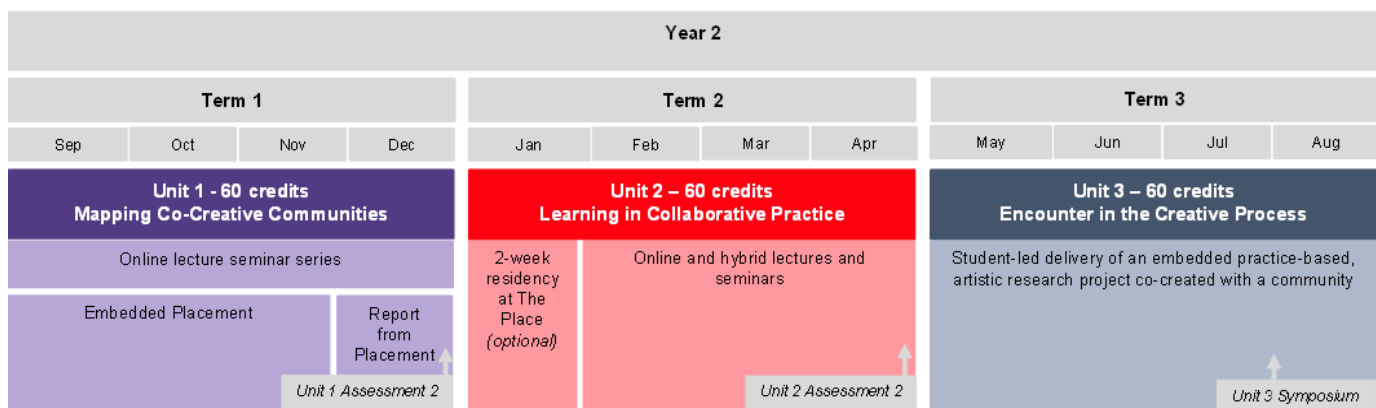 Year 2
Term 1
Term 2
Term 3
Sep
Oct
Nov
Dec
Jan
Feb
Mar
Apr
May
Jun
Jul
Aug
Unit 1 - 60 credits
Mapping Co-Creative Communities
Unit 2 – 60 credits
Learning in Collaborative Practice
Unit 3 – 60 credits
Encounter in the Creative Process
Online lecture seminar series
Embedded Placement
Report
from
Placement
Unit 1 Assessment 2
2-week
residency
at The
Place
(optional)
Online and hybrid lectures and
seminars
Unit 2 Assessment 2
Student-led delivery of an embedded practice-based,
artistic research project co-created with a community
Unit 3 Symposium